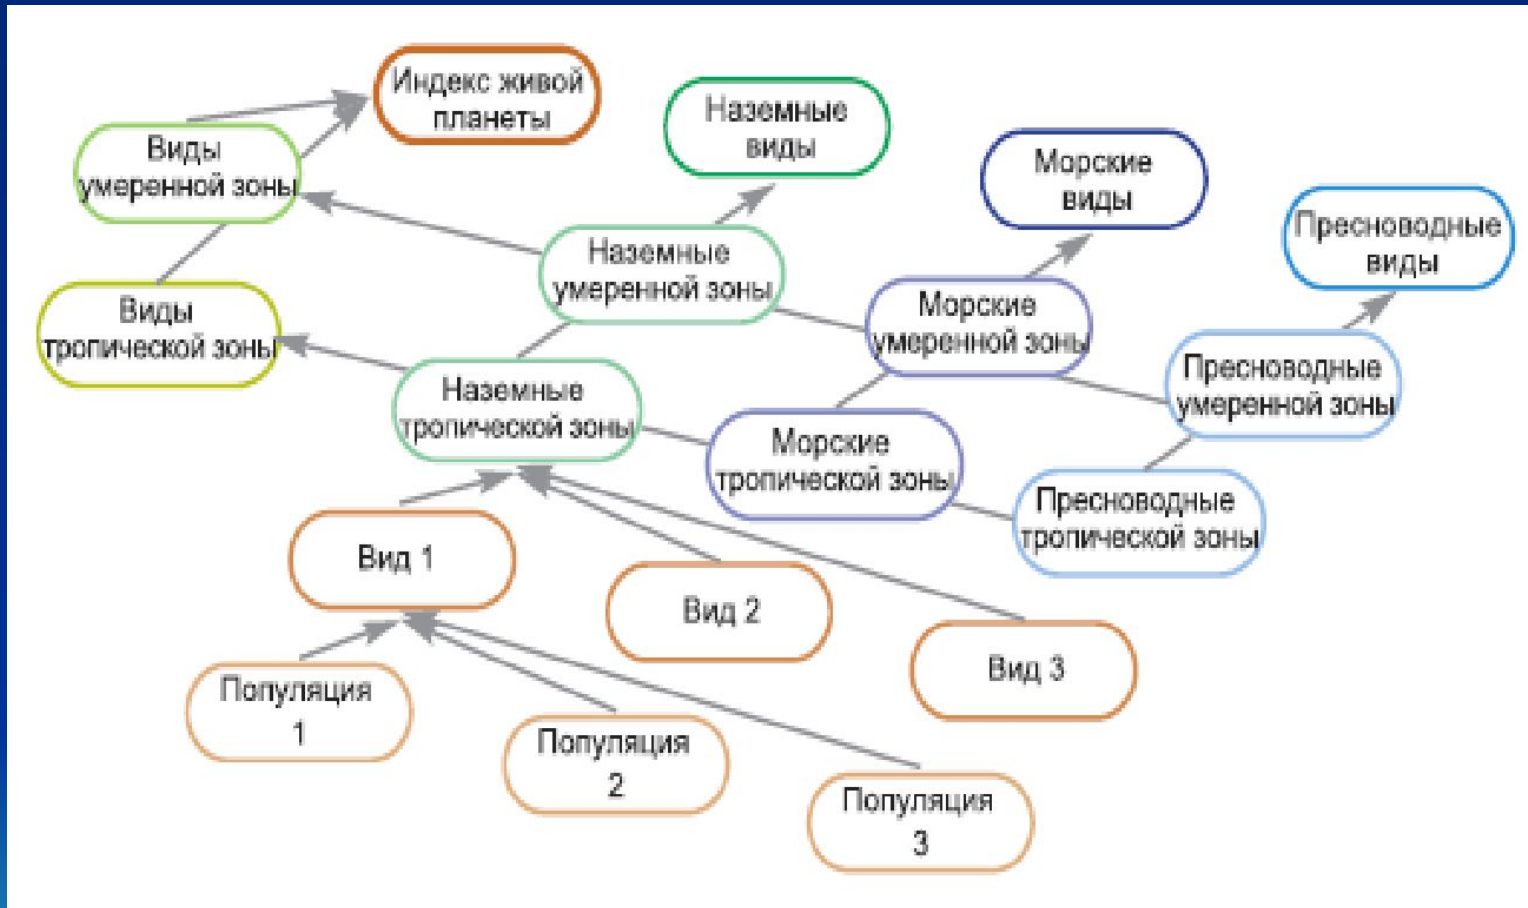 Индекс живой
планеты
Наземные
виды
Виды
умеренной зоны
Морские
виды
Пресноводные
виды
Наземные
умеренной зоны
Виды
тропической зоны
Морские
умеренной зоны
Пресноводные
умеренной зоны
Наземные
тропической зоны
Морские
тропической зоны
Пресноводные
тропической зоны
Вид 1
Вид 2
Вид 3
Популяция
1
Популяция
2
Популяция
3